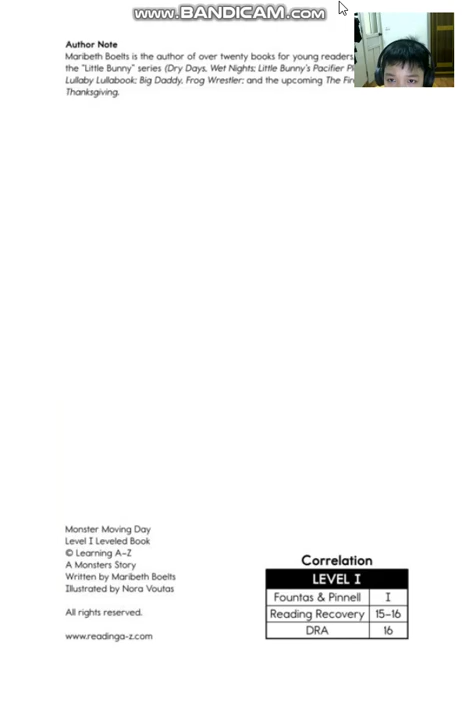 www.BANDICAM.com
Author Note
Maribeth Boelts is the author of over twenty books for young readers
the "Little Bunny" series (Dry Days, Wet Nights; Little Bunny's Pacifier
Lullaby Lullabook; Big Daddy, Frog Wrestler; and the upcoming The
Thanksgiving.
Monster Moving Day
Level I Leveled Book
© Learning A–Z
A Monsters Story
Written by Maribeth Boelts
Illustrated by Nora Voutas
All rights reserved.
www.readinga-z.com
Correlation
LEVEL I
Fountas & Pinnell I
Reading Recovery 15–16
DRA 16